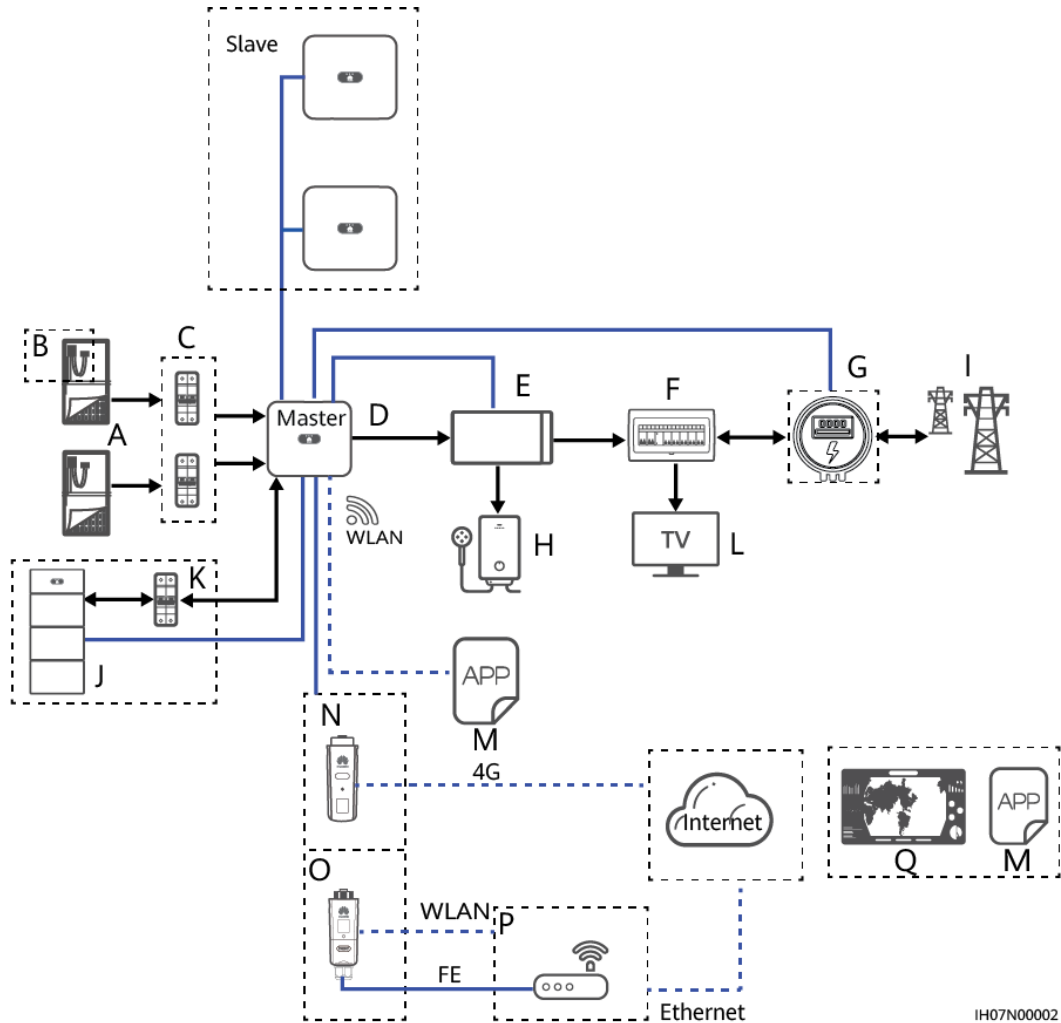 Slave
B
C
A
Master
D
E
F
G
I
WLAN
H
TV
L
K
J
APP
M
4G
N
Internet
APP
Q
M
O
WLAN
P
FE
Ethernet
IH07N00002